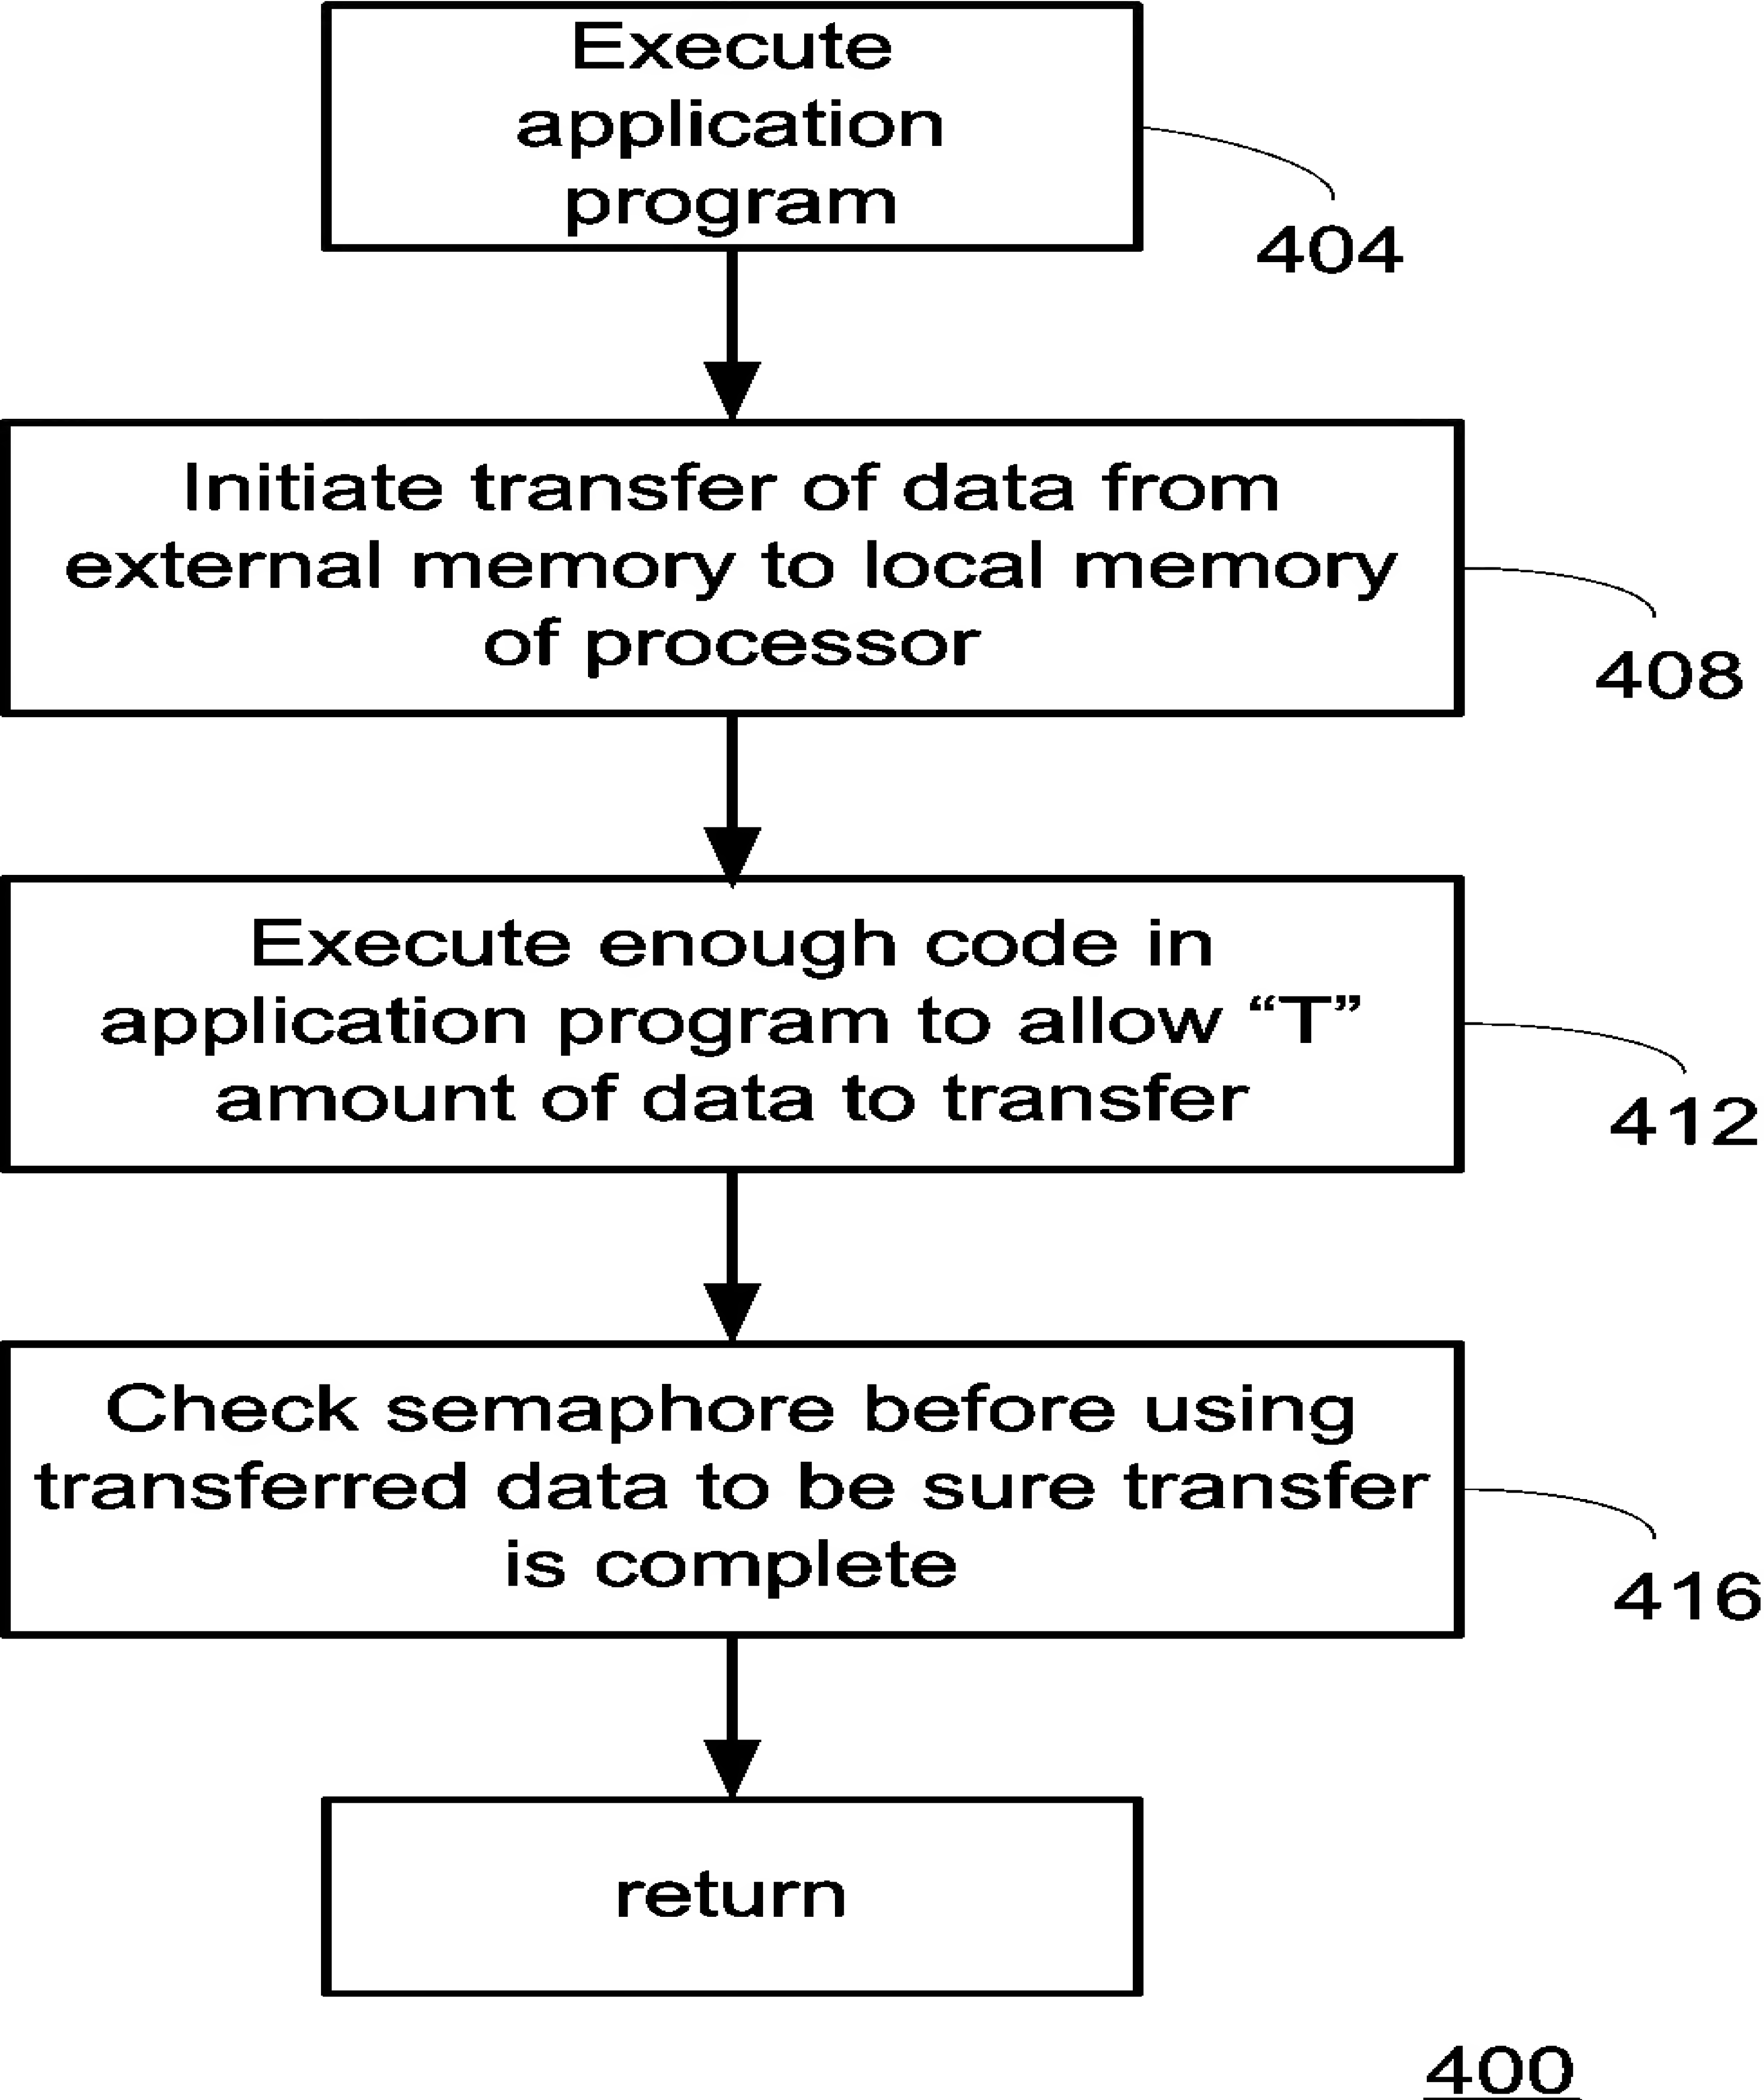 Execute
application
program
404
Initiate transfer of data from
external memory to local memory
of processor
408
Execute enough code in
application program to allow “T”
amount of data to transfer
412
Check semaphore before using
transferred data to be sure transfer
is complete
416
return
400